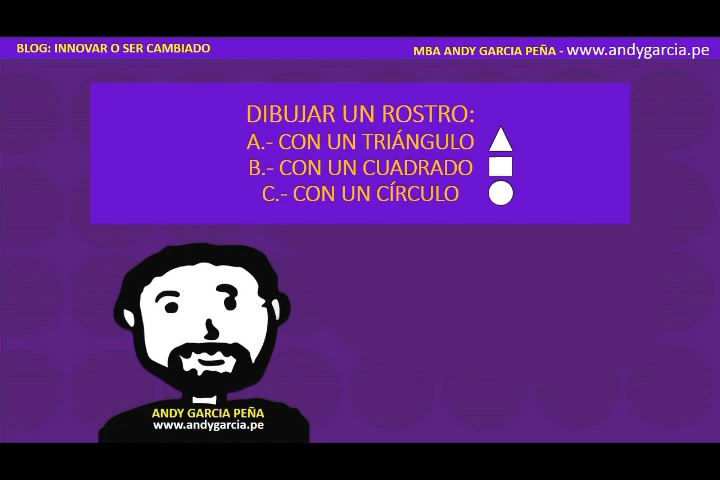 BLOG: INNOVAR O SER CAMBIADO
MBA ANDY GARCIA PEÑA - www.andygarcia.pe
DIBUJAR UN ROSTRO:
A.- CON UN TRIÁNGULO
B.- CON UN CUADRADO
C.- CON UN CÍRCULO
ANDY GARCIA PEÑA
www.andygarcia.pe